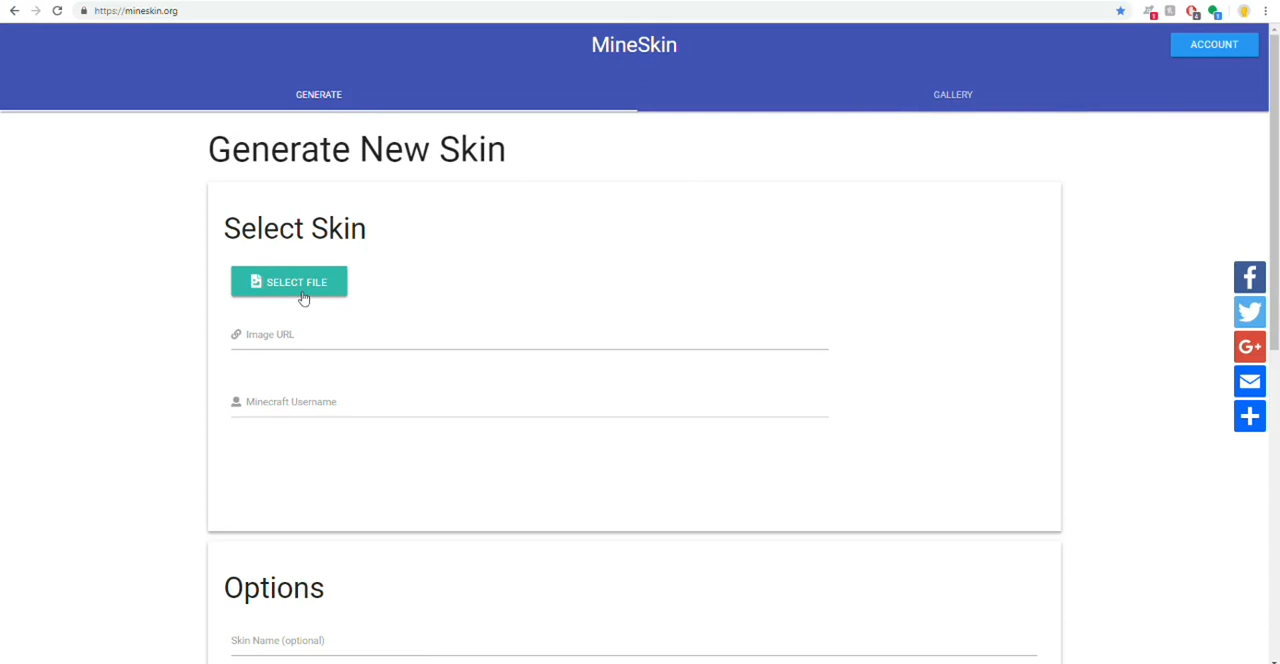 https://mineskin.org
MineSkin
ACCOUNT
GENERATE
GALLERY
Generate New Skin
Select Skin
SELECT FILE
Image URL
Minecraft Username
Options
Skin Name (optional)